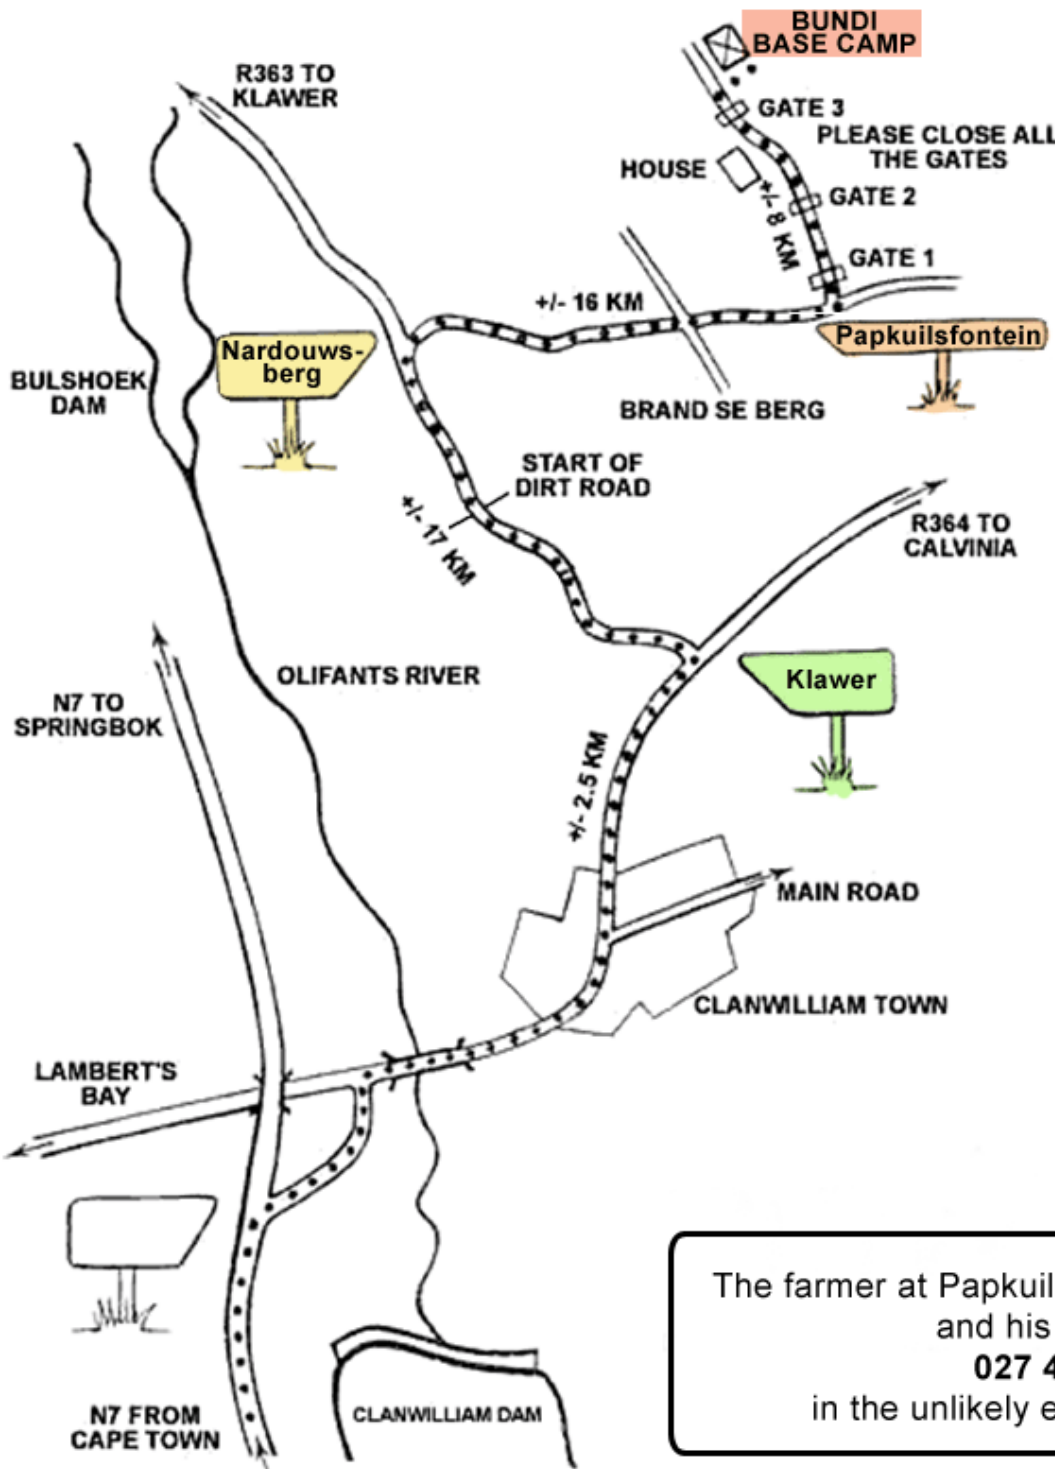 BUNDI
BASE CAMP
R363 TO
KLAWER
GATE 3
PLEASE CLOSE ALL
THE GATES
HOUSE
GATE 2
+/- 8 KM
GATE 1
+/- 16 KM
Papkuilsfontein
Nardouws-
berg
BULSHOEK
DAM
BRAND SE BERG
START OF
DIRT ROAD
+/- 17 KM
R364 TO
CALVINIA
OLIFANTS RIVER
Klawer
N7 TO
SPRINGBOK
+/- 2.5 KM
MAIN ROAD
CLANWILLIAM TOWN
LAMBERT'S
BAY
The farmer at Papkuil
and his
027 4
in the unlikely e
N7 FROM
CAPE TOWN
CLANWILLIAM DAM